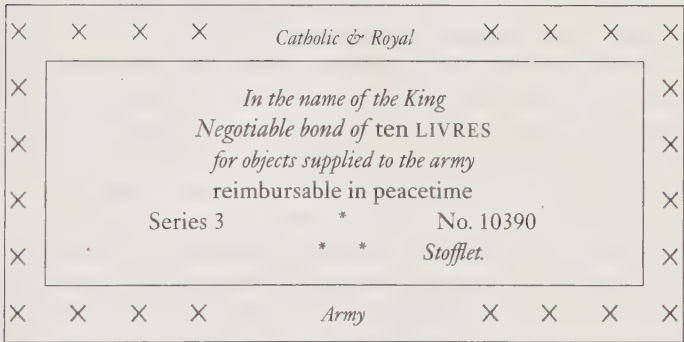 × × × × Catholic & Royal × × × ×
In the name of the King
Negotiable bond of ten LIVRES
for objects supplied to the army
reimbursable in peacetime
Series 3 * No. 10390
* * Stofflet.
× × × × Army × × × ×